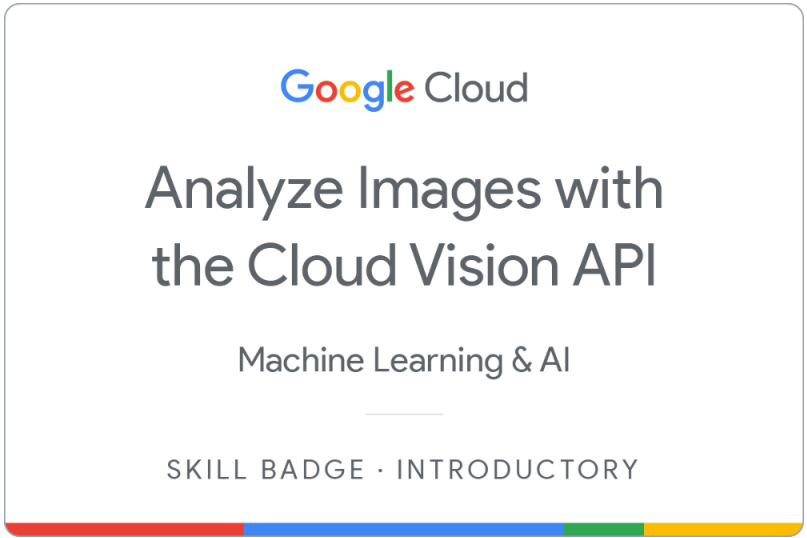 Google Cloud
Analyze Images with
the Cloud Vision API
Machine Learning & AI
SKILL BADGE · INTRODUCTORY